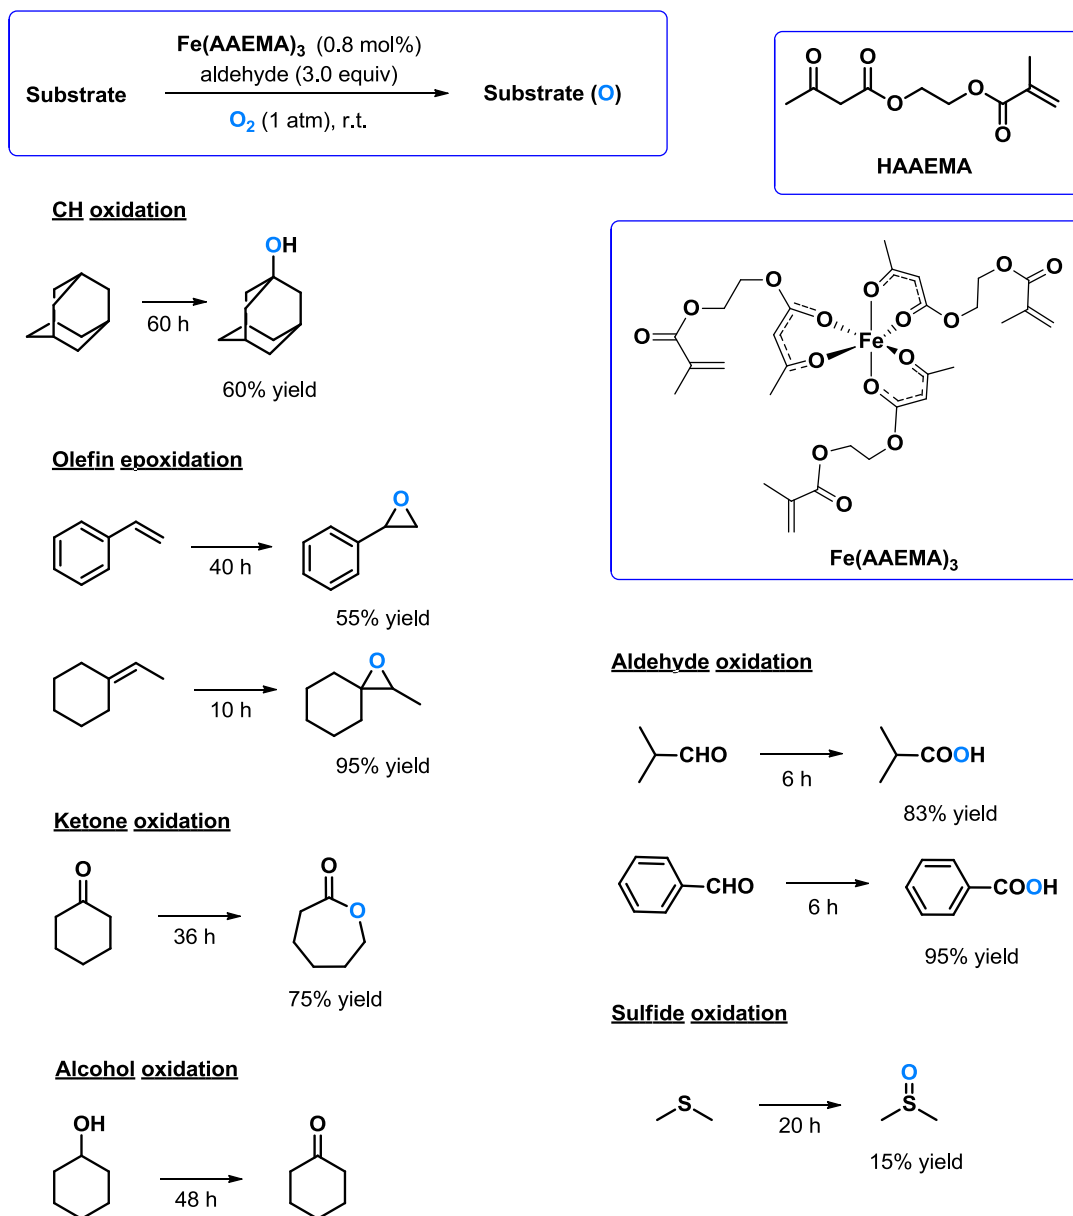 Fe(AAEMA)3 (0.8 mol%)
aldehyde (3.0 equiv)
Substrate
Substrate (O)
O2 (1 atm), r.t.
O
O
O
O
O
HAAEMA
CH oxidation
OH
60 h
60% yield
O
O
O
O
O
O
O
O
O
O
Fe
O
O
O
O
O
O
O
O
Fe(AAEMA)3
Olefin epoxidation
O
40 h
55% yield
O
10 h
95% yield
Aldehyde oxidation
CHO
COOH
6 h
83% yield
CHO
COOH
6 h
95% yield
Ketone oxidation
O
O
O
36 h
75% yield
Sulfide oxidation
O
S
S
20 h
15% yield
Alcohol oxidation
OH
O
48 h